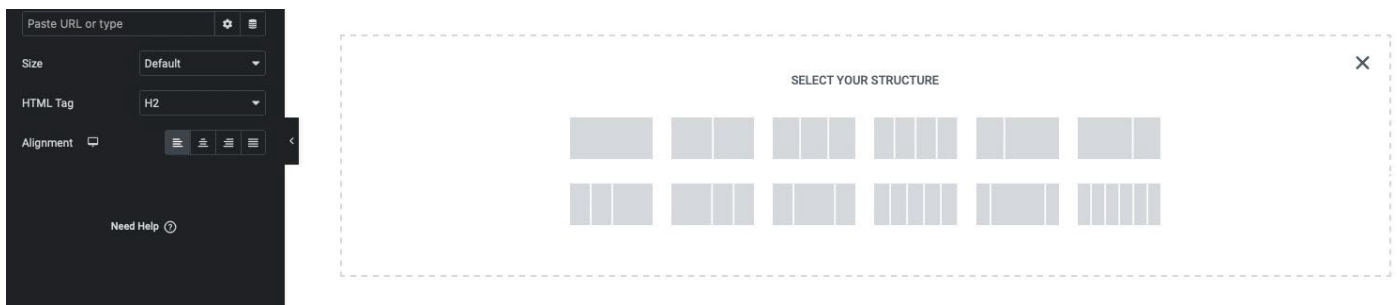 Paste URL or type
Size Default
HTML Tag H2
Alignment
Need Help
SELECT YOUR STRUCTURE